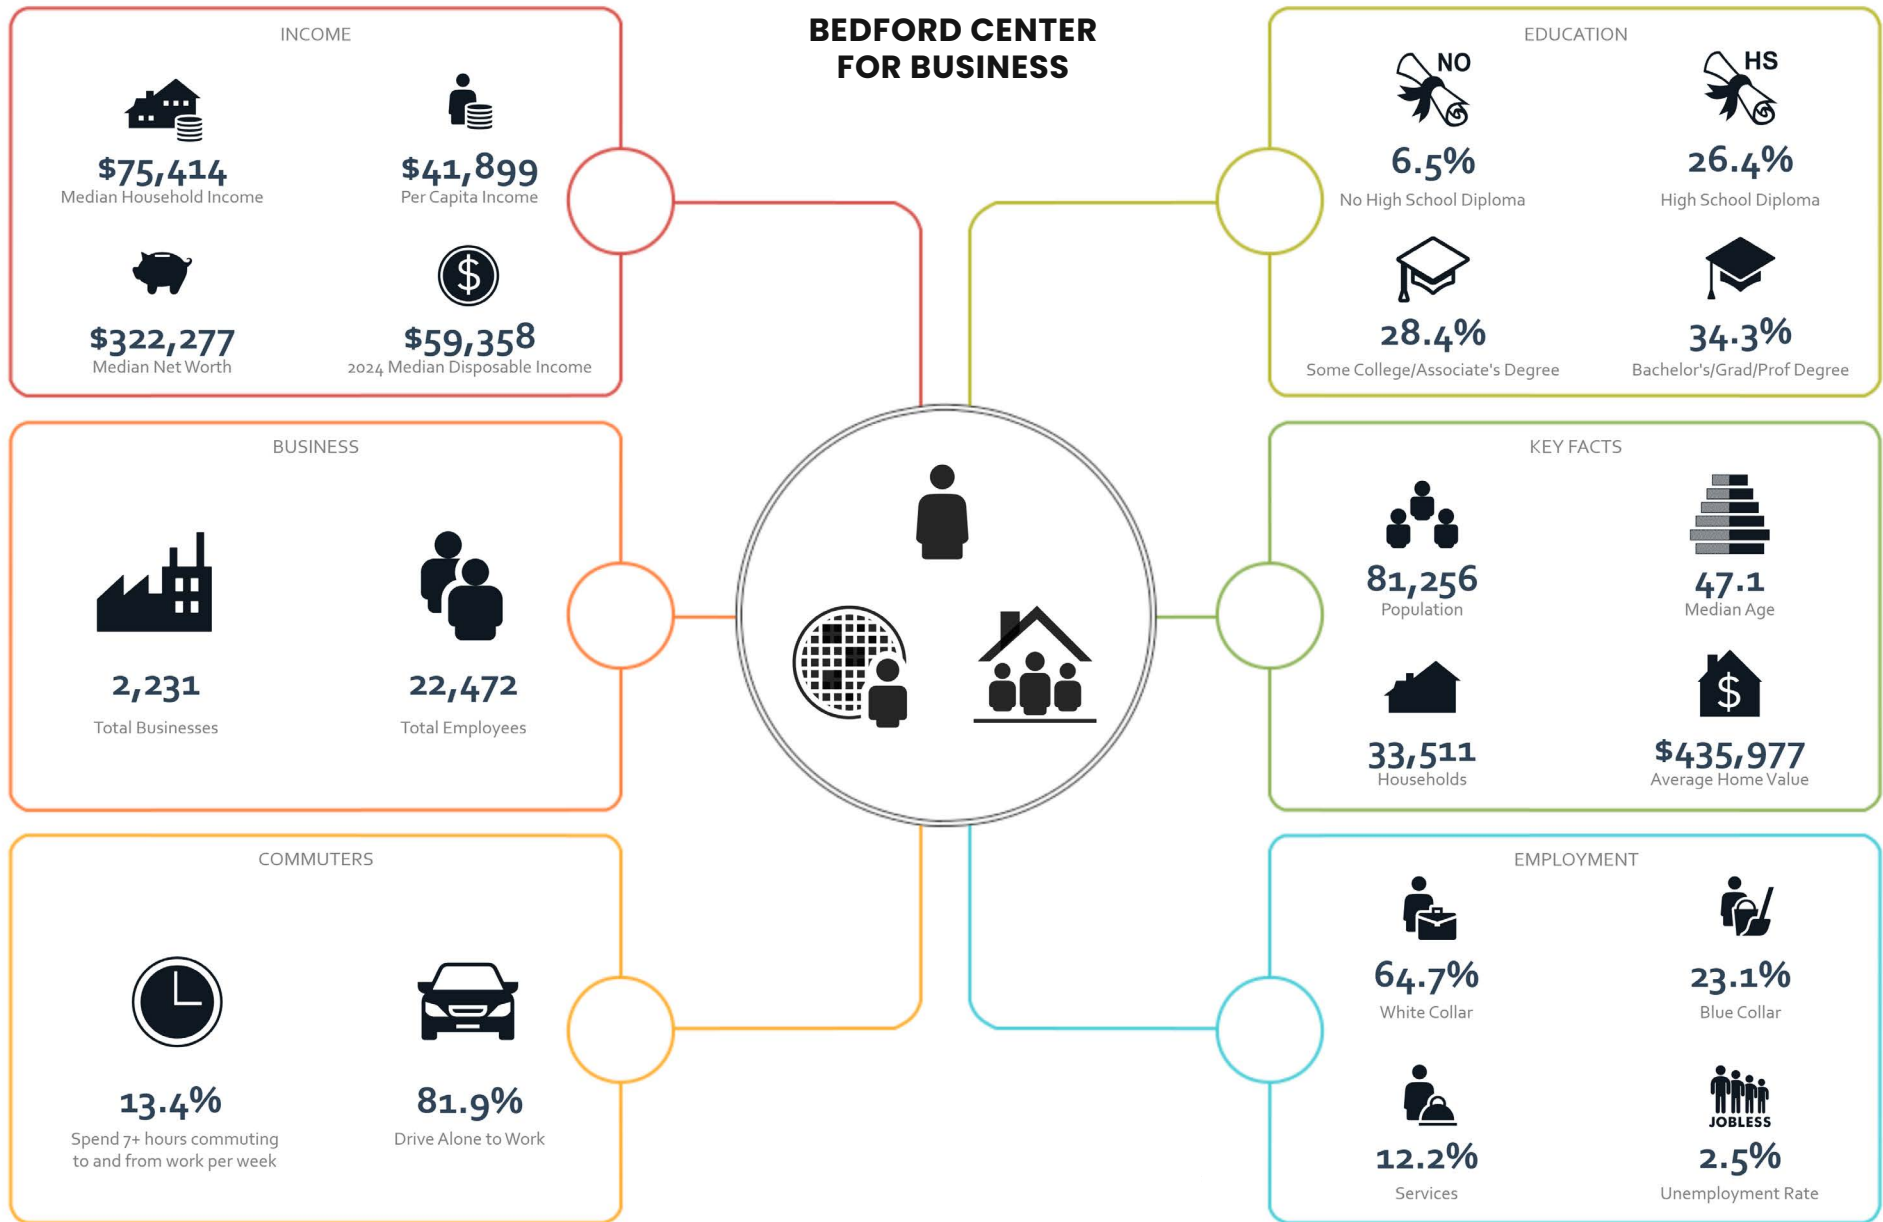 BEDFORD CENTER
FOR BUSINESS
INCOME
$75,414
Median Household Income
$41,899
Per Capita Income
$322,277
Median Net Worth
$
$59,358
2024 Median Disposable Income
BUSINESS
2,231
Total Businesses
22,472
Total Employees
COMMUTERS
13.4%
Spend 7+ hours commuting
to and from work per week
81.9%
Drive Alone to Work
EDUCATION
NO
6.5%
No High School Diploma
HS
26.4%
High School Diploma
28.4%
Some College/Associate's Degree
34.3%
Bachelor's/Grad/Prof Degree
KEY FACTS
81,256
Population
47.1
Median Age
33,511
Households
$
$435,977
Average Home Value
EMPLOYMENT
64.7%
White Collar
23.1%
Blue Collar
12.2%
Services
JOBLESS
2.5%
Unemployment Rate